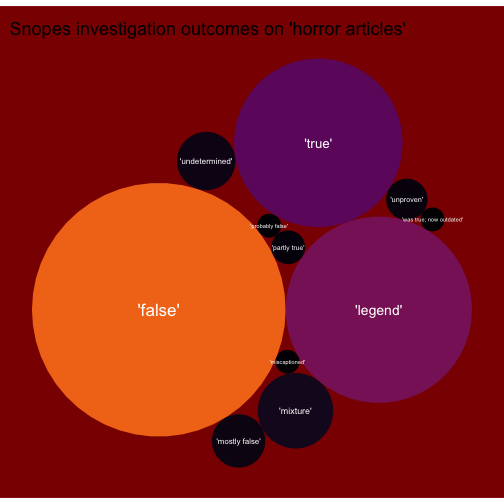 Snopes investigation outcomes on 'horror articles'
'true'
'undetermined'
'unproven'
'was true; now outdated'
'probably false'
'partly true'
'false'
'legend'
'miscaptioned'
'mixture'
'mostly false'